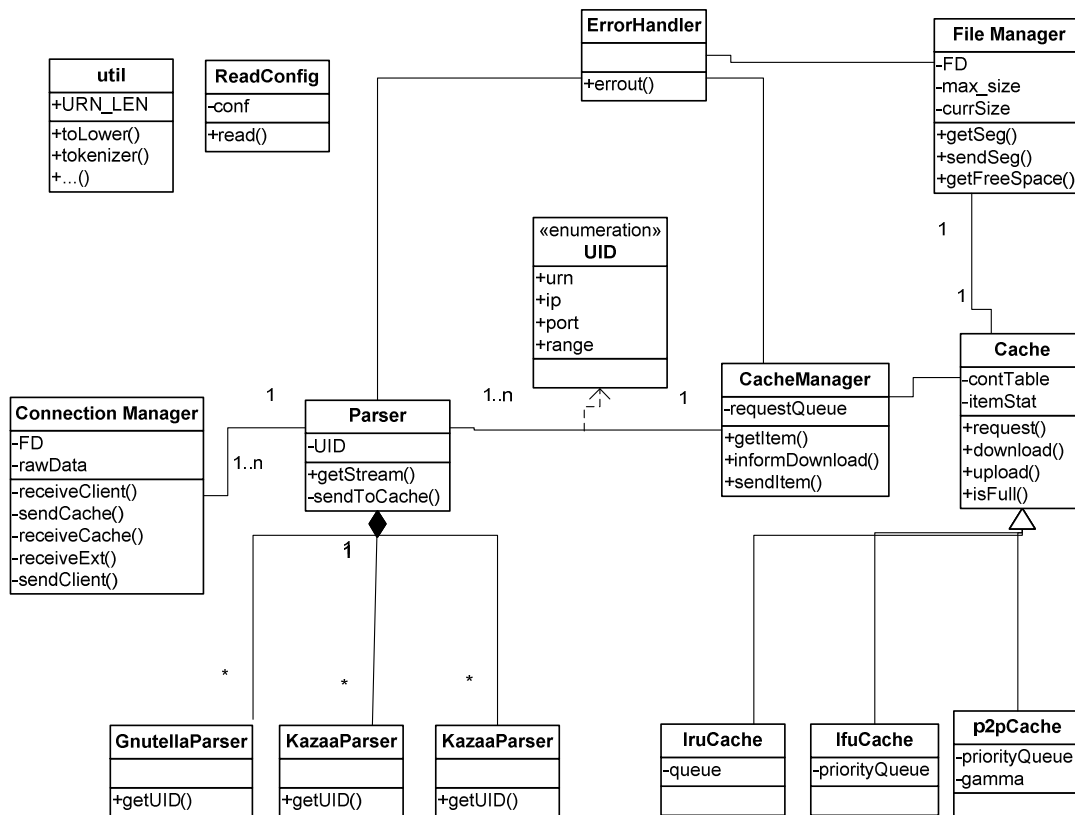 ErrorHandler
+errout()
File Manager
-FD
-max_size
-currSize
+getSeg()
+sendSeg()
+getFreeSpace()
util
+URN_LEN
+toLower()
+tokenizer()
+...()
ReadConfig
-conf
+read()
«enumeration»
UID
+urn
+ip
+port
+range
1
1
Cache
-contTable
-itemStat
+request()
+download()
+upload()
+isFull()
CacheManager
-requestQueue
+getItem()
+informDownload()
+sendItem()
1..n
1
Connection Manager
-FD
-rawData
-receiveClient()
-sendCache()
-receiveCache()
-receiveExt()
-sendClient()
1
1..n
Parser
-UID
+getStream()
-sendToCache()
1
1
*
*
*
GnutellaParser
+getUID()
KazaaParser
+getUID()
KazaaParser
+getUID()
lruCache
-queue
lfuCache
-priorityQueue
p2pCache
-priorityQueue
-gamma